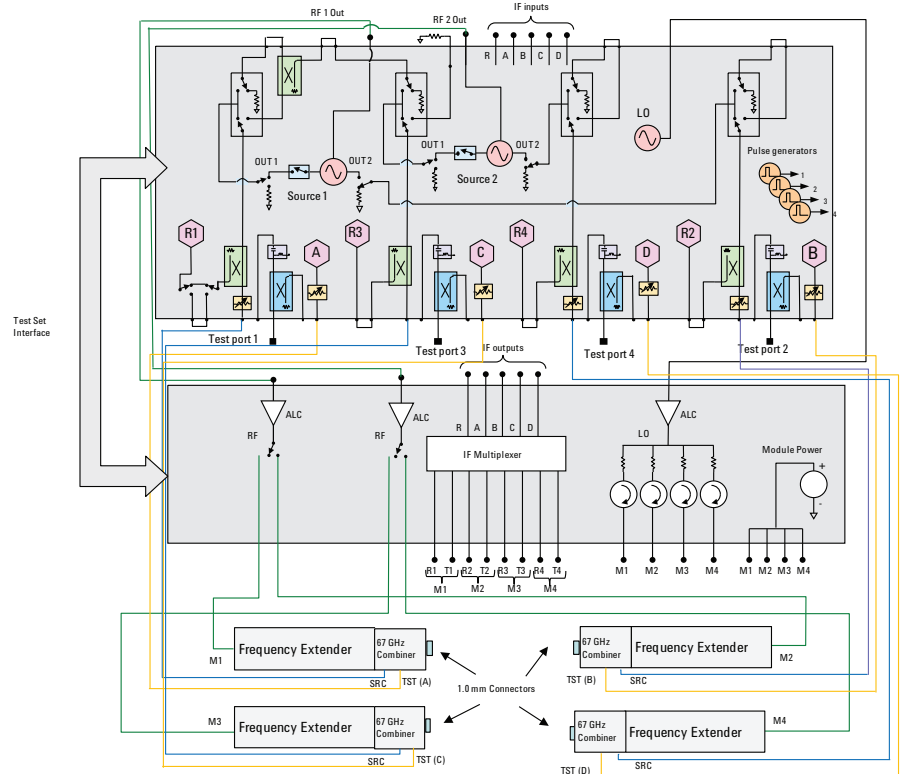 RF 1 Out
RF 2 Out
IF inputs
R A B C D
LO
Pulse generators
1
2
3
4
OUT 1
OUT 2
Source 1
OUT 1
OUT 2
Source 2
R1
A
R3
C
R4
D
R2
B
Test Set
Interface
Test port 1
Test port 3
Test port 4
Test port 2
IF outputs
ALC
RF
ALC
RF
R A B C D
IF Multiplexer
ALC
LO
Module Power
+
-
R1 T1 R2 T2 R3 T3 R4 T4
M1 M2 M3 M4
M1 M2 M3 M4
M1 M2 M3 M4
Frequency Extender
67 GHz
Combiner
M1
SRC
TST (A)
67 GHz
Combiner
Frequency Extender
M2
TST (B)
SRC
1.0 mm Connectors
M3
Frequency Extender
67 GHz
Combiner
SRC
TST (C)
67 GHz
Combiner
Frequency Extender
M4
TST (D)
SRC